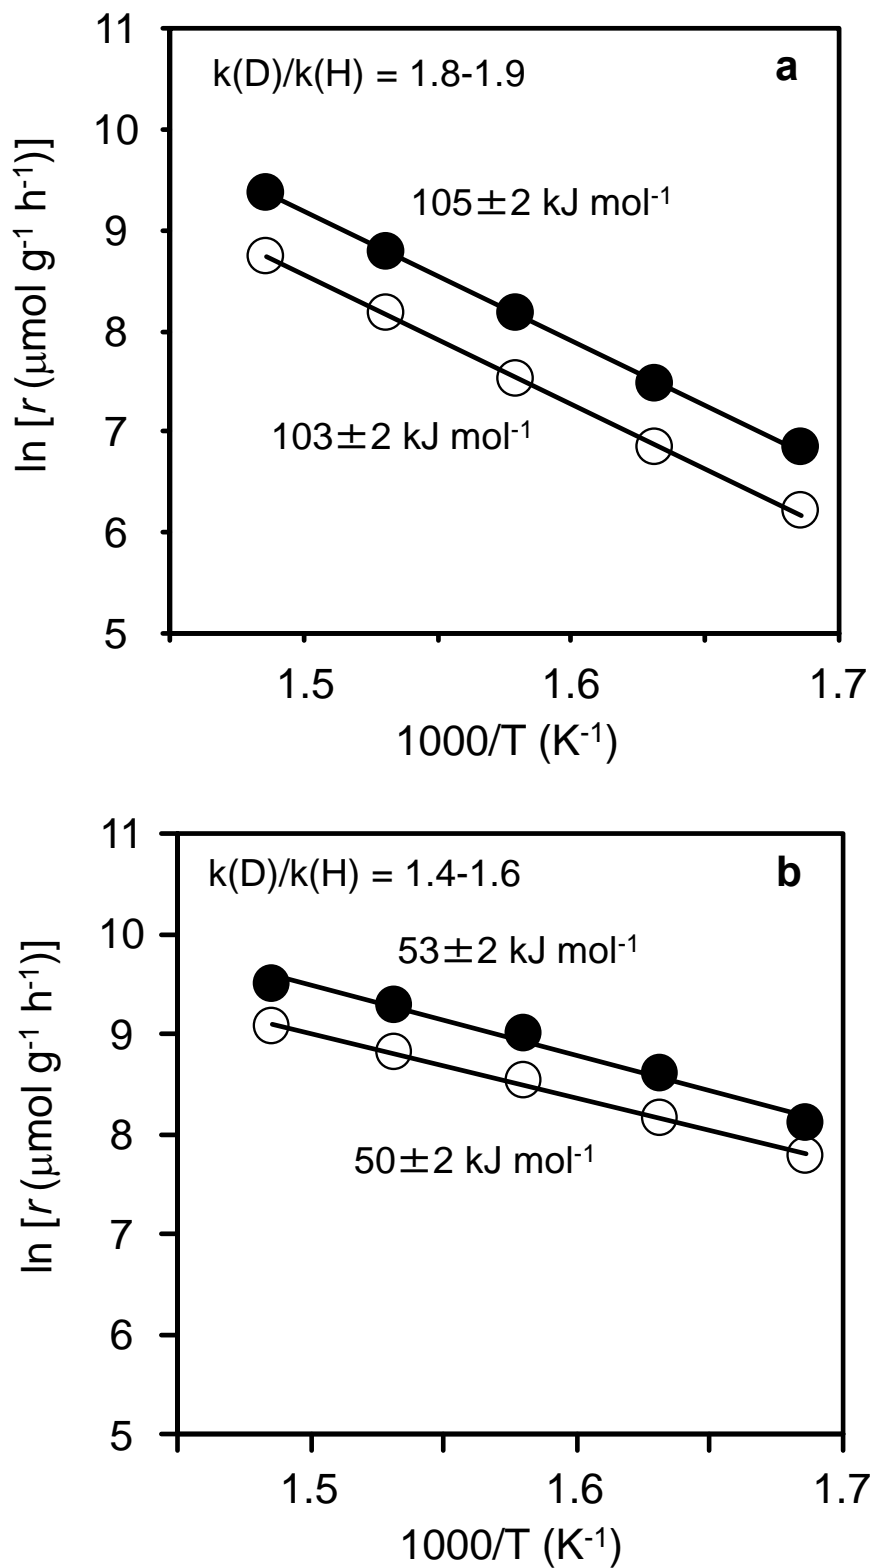 11
k(D)/k(H) = 1.8-1.9
a
10
105±2 kJ mol⁻¹
9
8
7
103±2 kJ mol⁻¹
6
5
ln [r (μmol g⁻¹ h⁻¹)]
1.5 1.6 1.7
1000/T (K⁻¹)
11
k(D)/k(H) = 1.4-1.6
b
10
53±2 kJ mol⁻¹
9
8
50±2 kJ mol⁻¹
7
6
5
ln [r (μmol g⁻¹ h⁻¹)]
1.5 1.6 1.7
1000/T (K⁻¹)